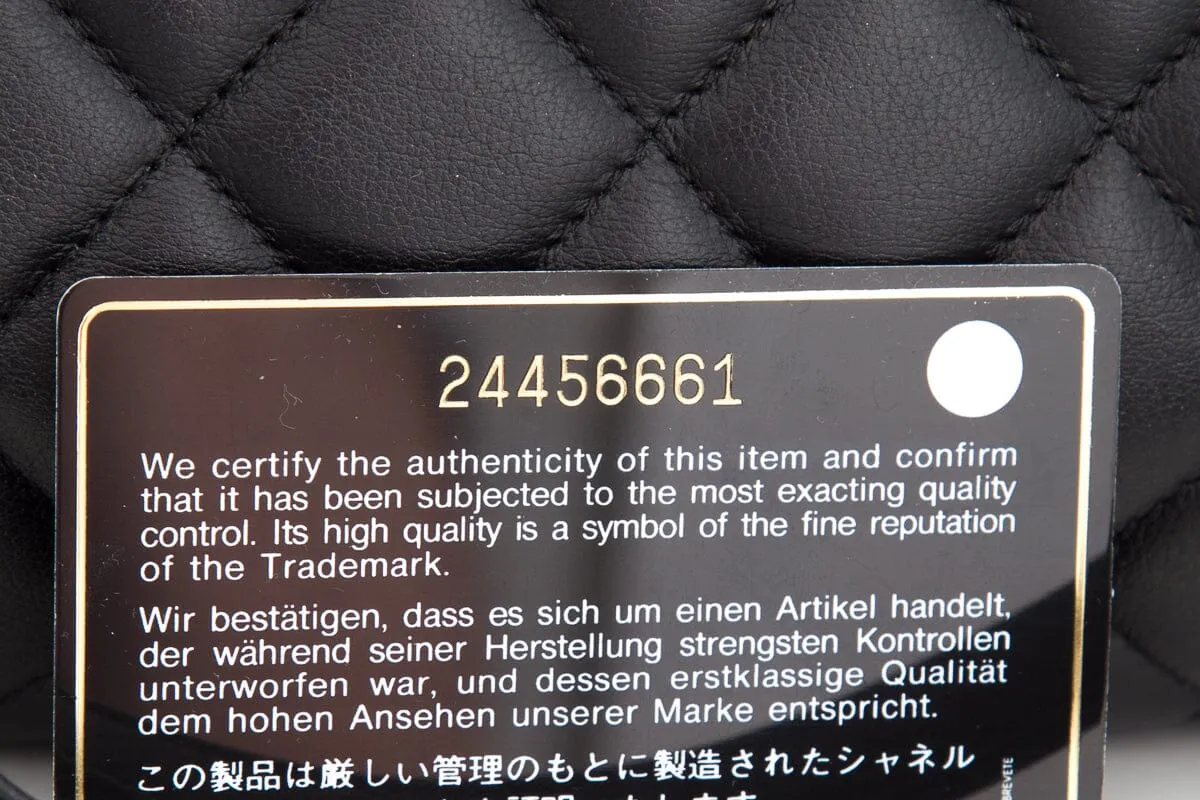 24456661
We certify the authenticity of this item and confirm
that it has been subjected to the most exacting quality
control. Its high quality is a symbol of the fine reputation
of the Trademark.
Wir bestätigen, dass es sich um einen Artikel handelt,
der während seiner Herstellung strengsten Kontrollen
unterworfen war, und dessen erstklassige Qualität
dem hohen Ansehen unserer Marke entspricht.
この製品は厳しい管理のもとに製造されたシャネル